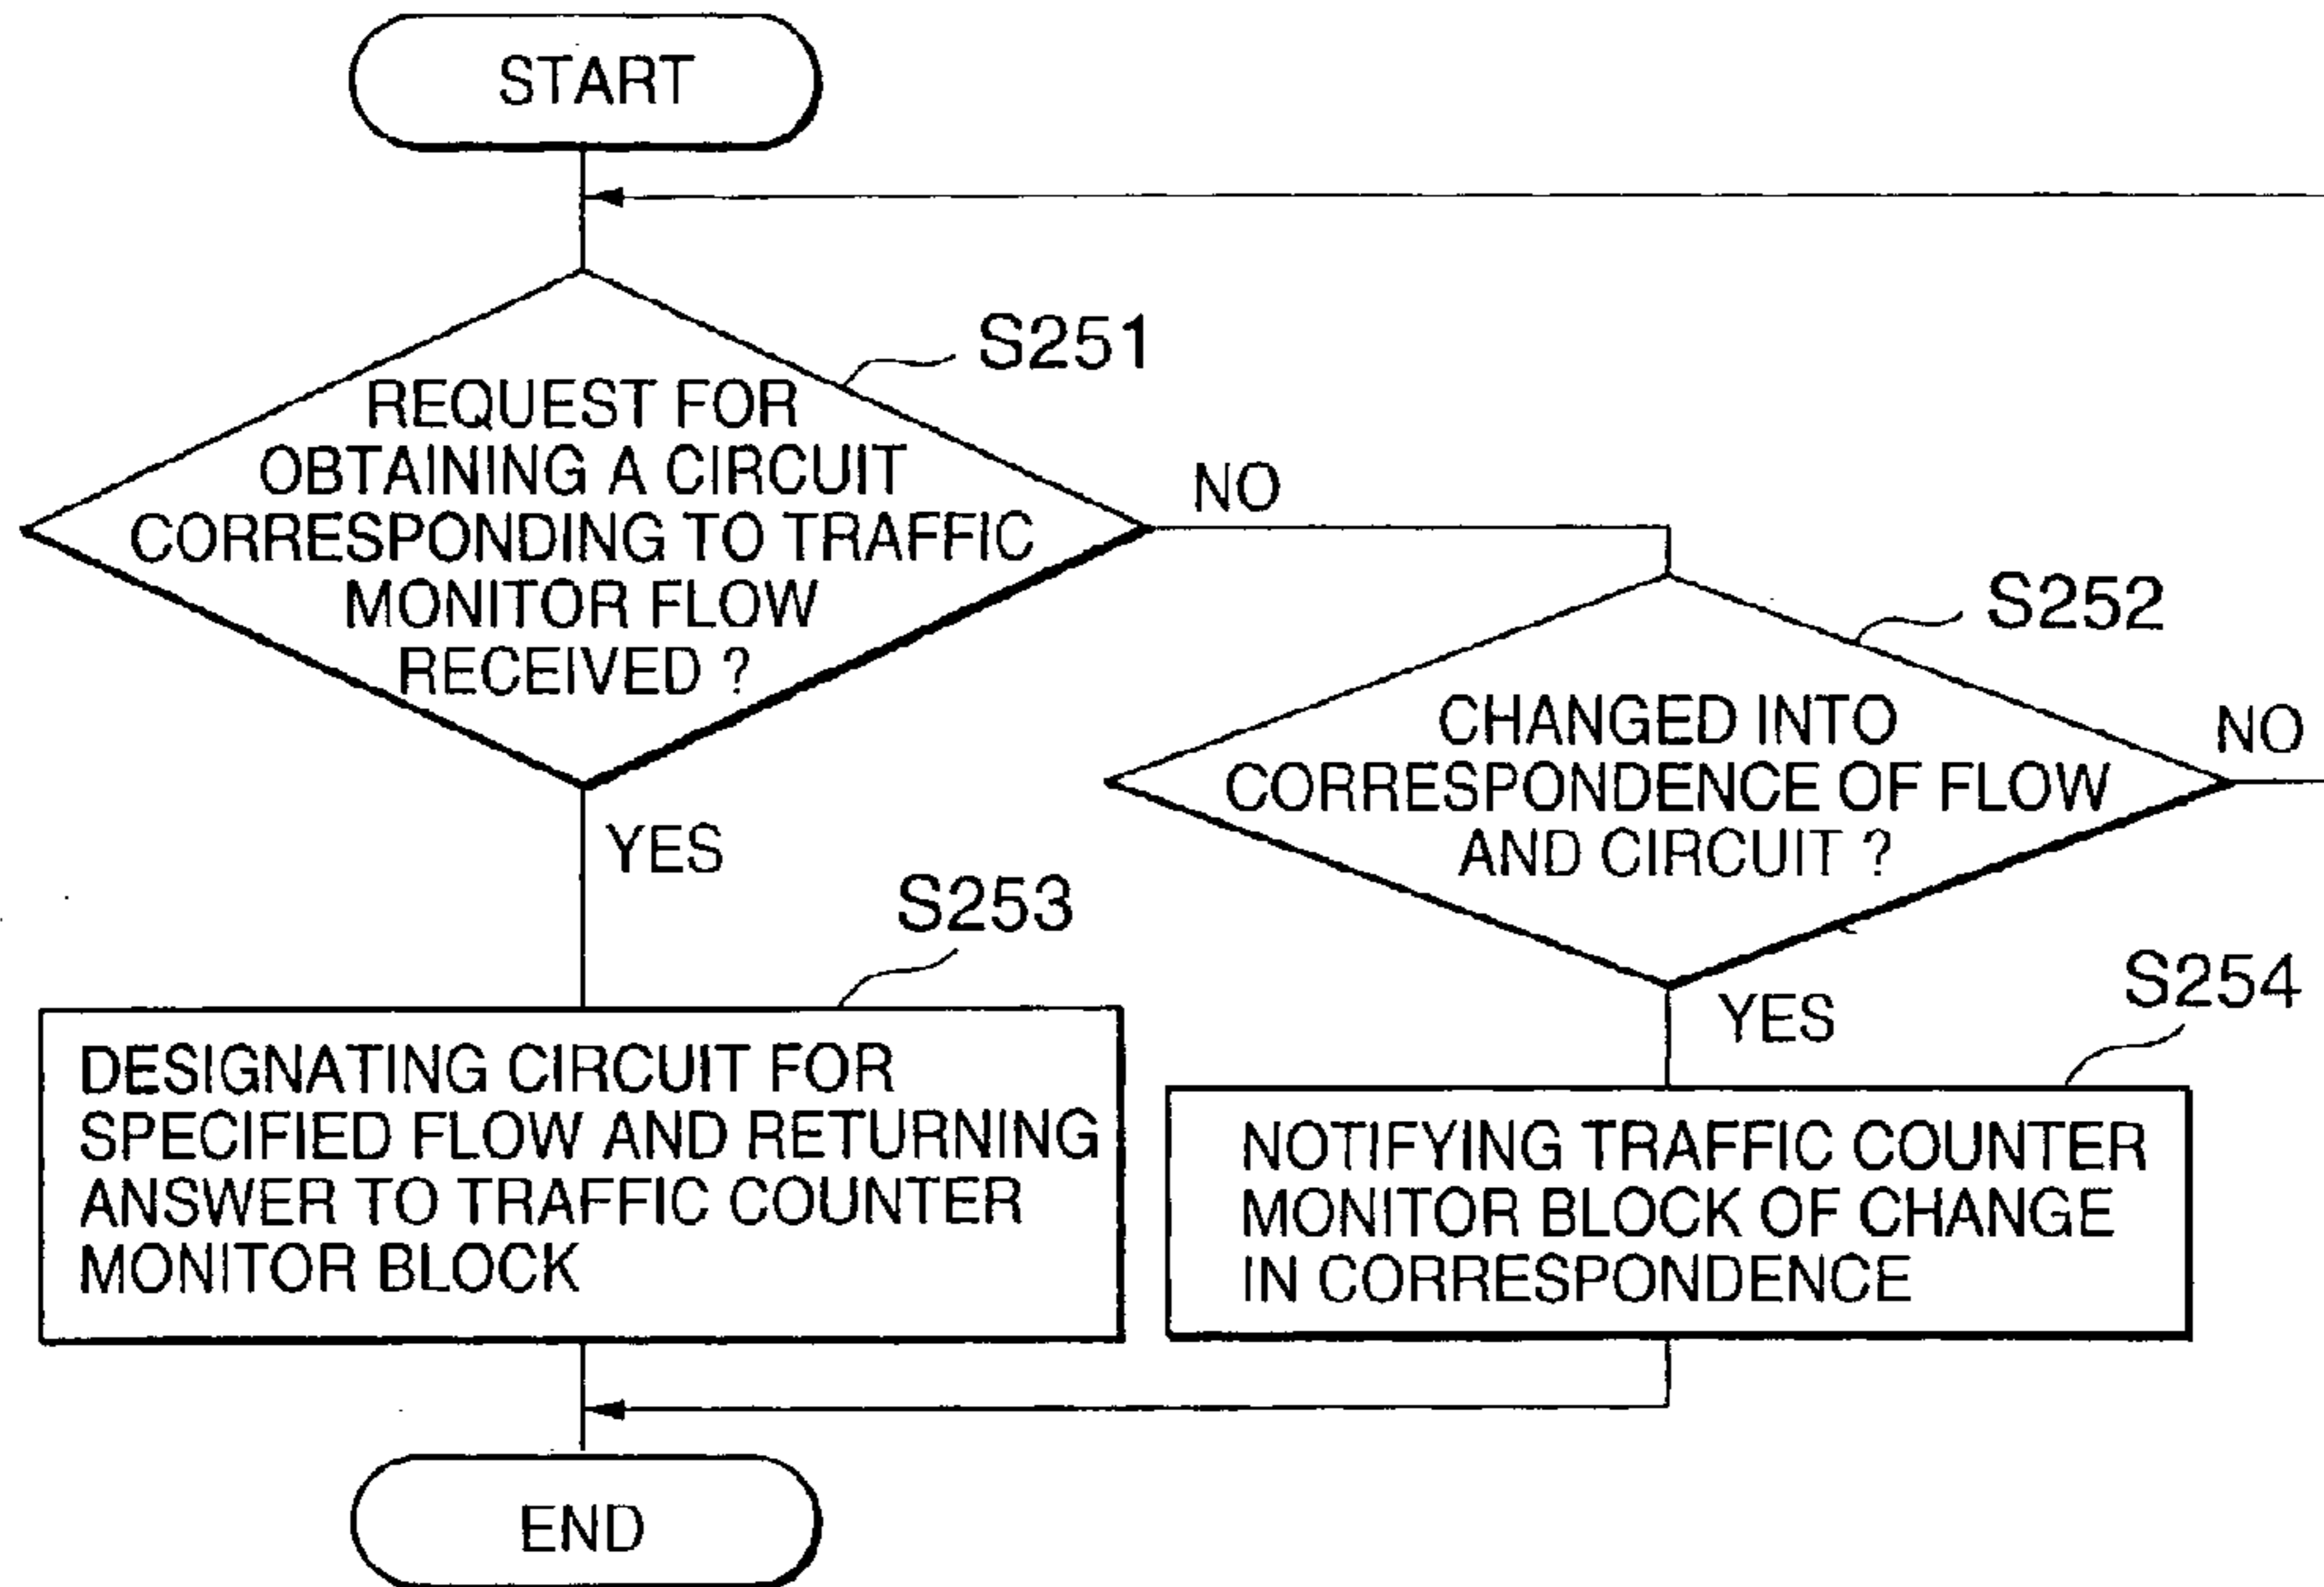 START
S251
REQUEST FOR
OBTAINING A CIRCUIT
CORRESPONDING TO TRAFFIC
MONITOR FLOW
RECEIVED ?
NO
YES
S252
CHANGED INTO
CORRESPONDENCE OF FLOW
AND CIRCUIT ?
NO
YES
S253
DESIGNATING CIRCUIT FOR
SPECIFIED FLOW AND RETURNING
ANSWER TO TRAFFIC COUNTER
MONITOR BLOCK
S254
NOTIFYING TRAFFIC COUNTER
MONITOR BLOCK OF CHANGE
IN CORRESPONDENCE
END